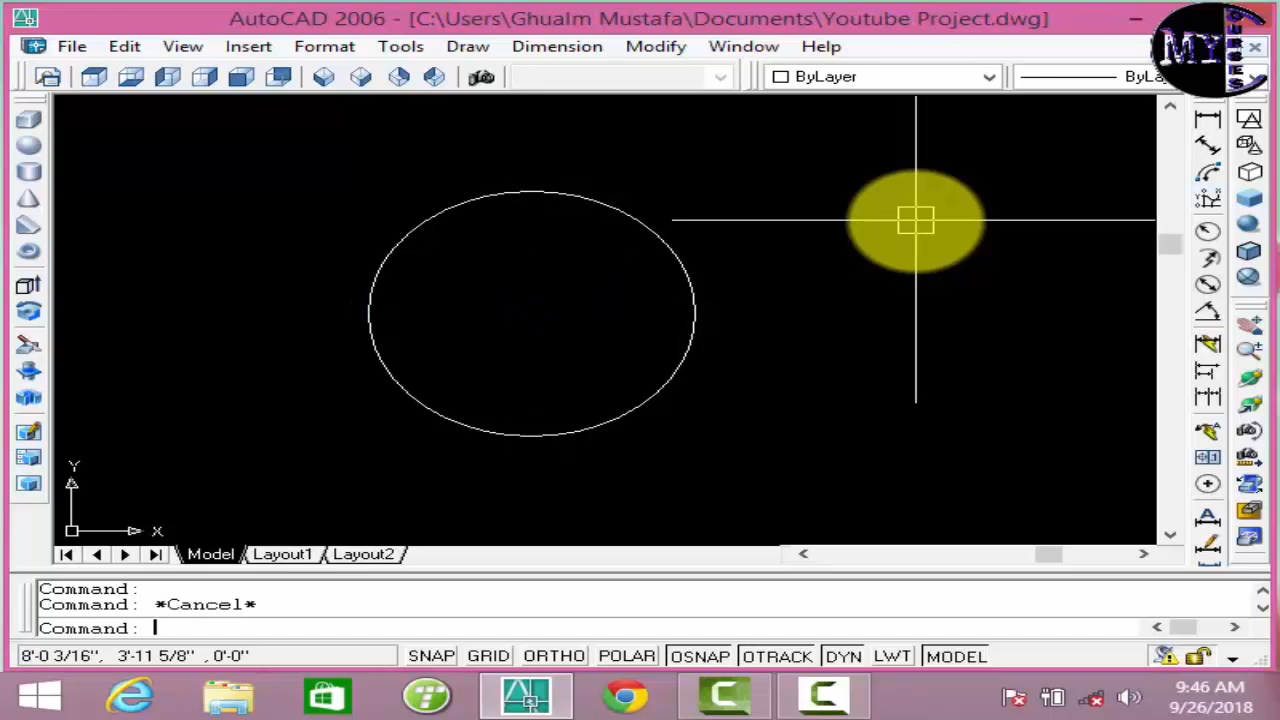 AutoCAD 2006 - [C:\Users\Ghualm Mustafa\Documents\Youtube Project.dwg]
File Edit View Insert Format Tools Draw Dimension Modify Window Help
MY COURSES
ByLayer ByLa
Y
X
Model Layout1 Layout2
Command:
Command: *Cancel*
Command:
8'-0 3/16", 3'-11 5/8" ,0'-0" SNAP GRID ORTHO POLAR OSNAP OTRACK DYN LWT MODEL
9:46 AM
9/26/2018